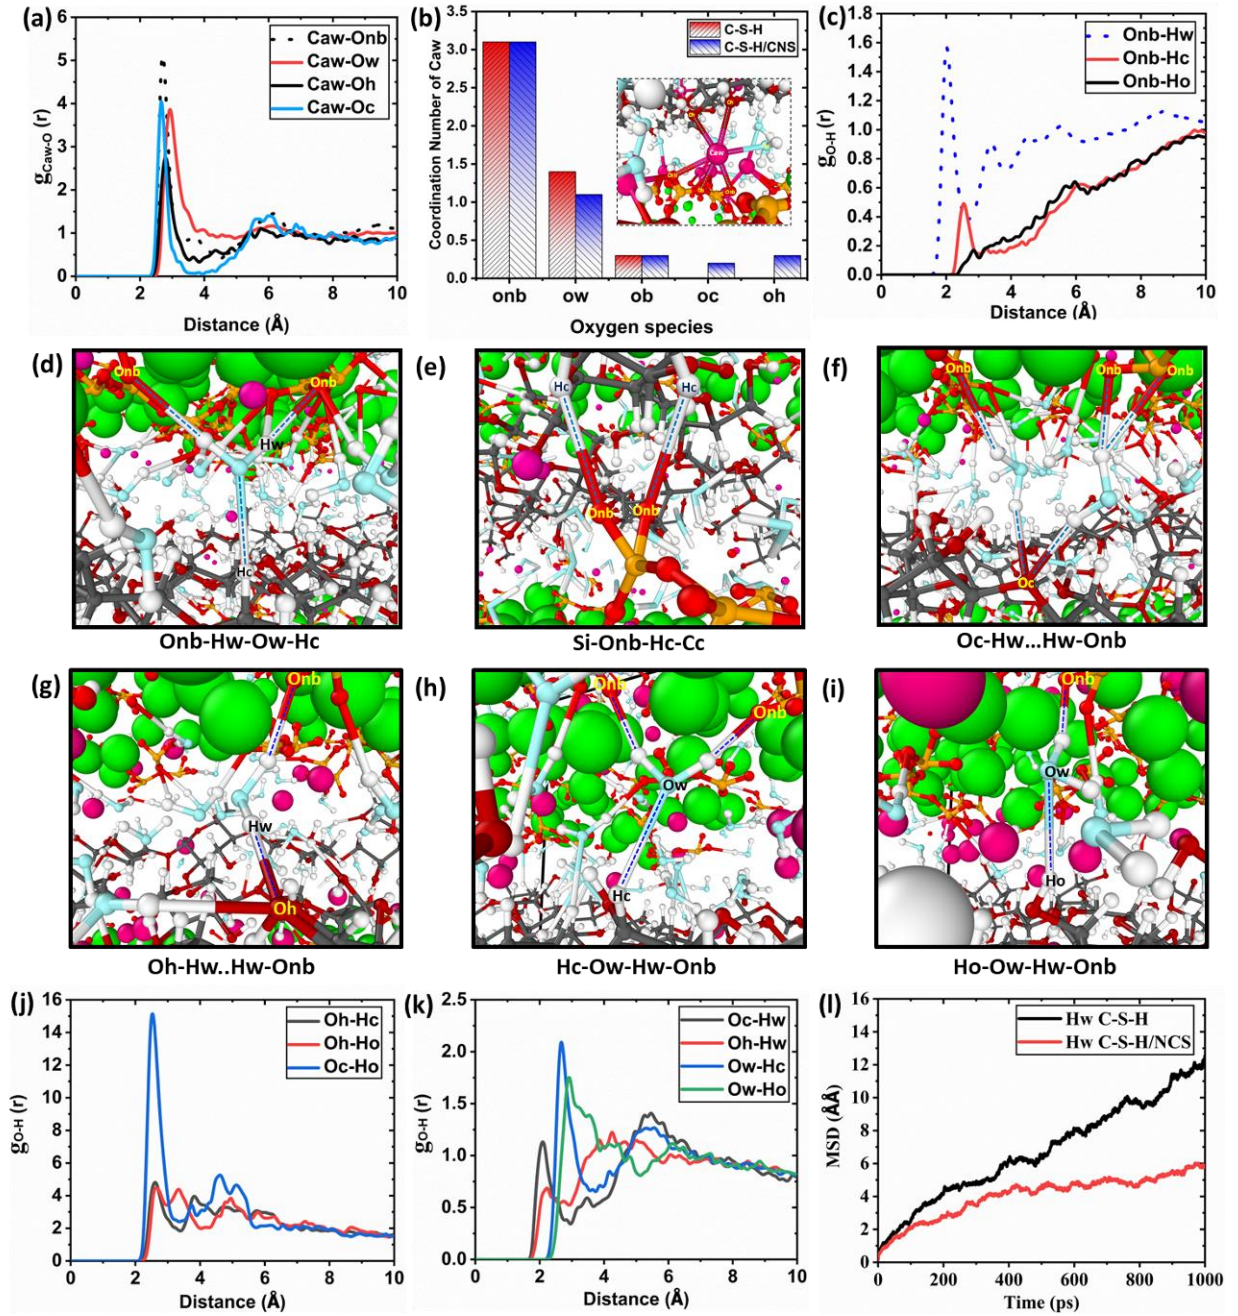 (a)
Caw-Onb
Caw-Ow
Caw-Oh
Caw-Oc
gCaw-O (r)
6
5
4
3
2
1
0
0 2 4 6 8 10
Distance (Å)
(b)
C-S-H
C-S-H/CNS
Coordination Number of Caw
3.0
2.5
2.0
1.5
1.0
0.5
0.0
onb ow ob oc oh
Oxygen species
Caw
Onb
(c)
Onb-Hw
Onb-Hc
Onb-Ho
gO-H (r)
1.8
1.6
1.4
1.2
1.0
0.8
0.6
0.4
0.2
0.0
0 2 4 6 8 10
Distance (Å)
(d)
Onb
Onb
Hw
Hc
Onb-Hw-Ow-Hc
(e)
Hc
Hc
Onb
Onb
Si-Onb-Hc-Cc
(f)
Onb
Onb
Onb
Oc
Oc-Hw...Hw-Onb
(g)
Onb
Hw
Oh
Oh-Hw..Hw-Onb
(h)
Onb
Onb
Ow
Hc
Hc-Ow-Hw-Onb
(i)
Onb
Ow
Ho
Ho-Ow-Hw-Onb
(j)
Oh-Hc
Oh-Ho
Oc-Ho
gO-H (r)
16
14
12
10
8
6
4
2
0
0 2 4 6 8 10
Distance (Å)
(k)
Oc-Hw
Oh-Hw
Ow-Hc
Ow-Ho
gO-H (r)
2.5
2.0
1.5
1.0
0.5
0.0
0 2 4 6 8 10
Distance (Å)
(l)
Hw C-S-H
Hw C-S-H/NCS
MSD (ÅÅ)
16
14
12
10
8
6
4
2
0
0 200 400 600 800 1000
Time (ps)